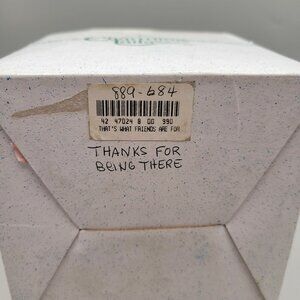 889-684
42 47024 8 00 990
THAT'S WHAT FRIENDS ARE FOR
THANKS FOR
BEING THERE